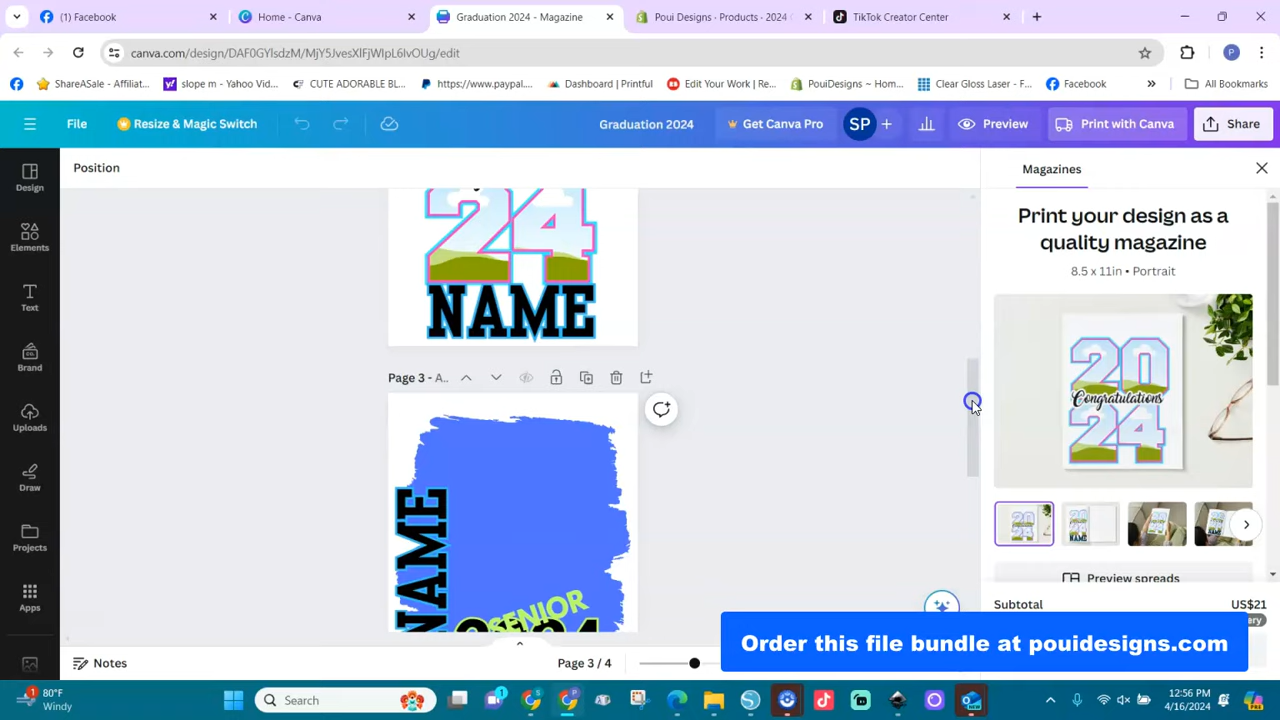 (1) Facebook
Home - Canva
Graduation 2024 - Magazine
Poui Designs · Products · 2024 C
TikTok Creator Center
canva.com/design/DAF0GYlsdzM/MjY5JvesXlFjWIpL6IvOUg/edit
P
ShareASale - Affiliat...
slope m - Yahoo Vid...
CUTE ADORABLE BL...
https://www.paypal....
Dashboard | Printful
Edit Your Work | Re...
PouiDesigns ~ Hom...
Clear Gloss Laser - F...
Facebook
All Bookmarks
File
Resize & Magic Switch
Graduation 2024
Get Canva Pro
SP
Preview
Print with Canva
Share
Design
Elements
Text
Brand
Uploads
Draw
Projects
Apps
Position
24
NAME
Page 3 - A..
NAME
SENIOR
2024
Magazines
Print your design as a
quality magazine
8.5 x 11in • Portrait
20
Congratulations
24
Preview spreads
Subtotal
US$21
Order this file bundle at pouidesigns.com
Notes
Page 3 / 4
80°F
Windy
Search
12:56 PM
4/16/2024